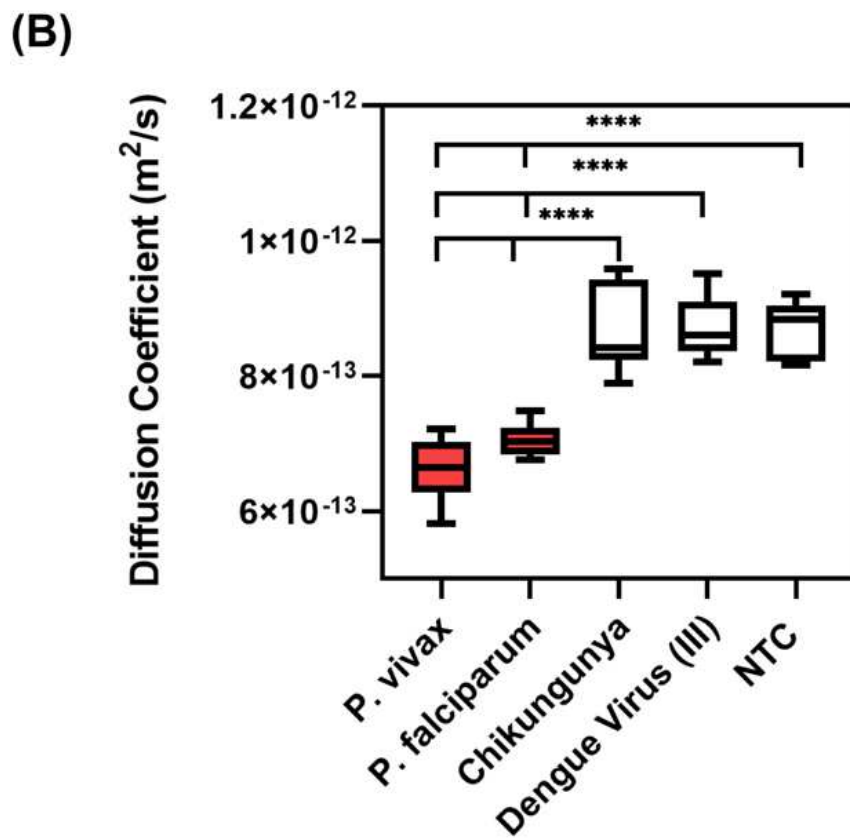 (B)
Diffusion Coefficient (m²/s)
1.2×10⁻¹²
1×10⁻¹²
8×10⁻¹³
6×10⁻¹³
****
****
****
P. vivax
P. falciparum
Chikungunya
Dengue Virus (III)
NTC